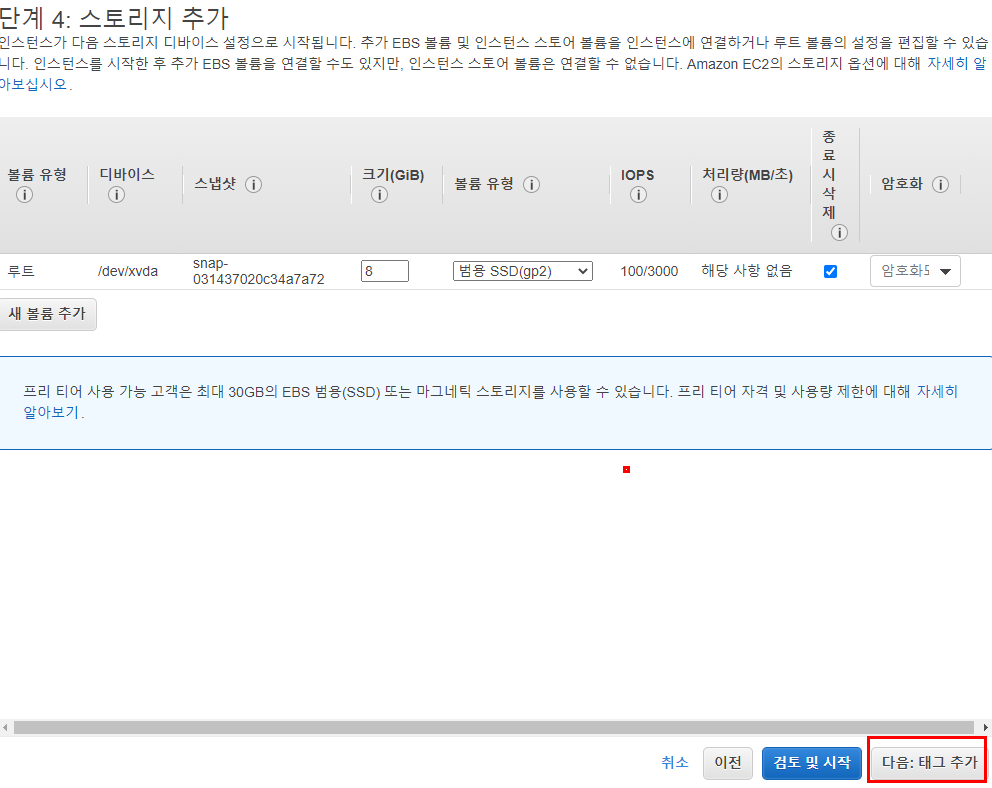 단계 4: 스토리지 추가
인스턴스가 다음 스토리지 디바이스 설정으로 시작됩니다. 추가 EBS 볼륨 및 인스턴스 스토어 볼륨을 인스턴스에 연결하거나 루트 볼륨의 설정을 편집할 수 있습
니다. 인스턴스를 시작한 후 추가 EBS 볼륨을 연결할 수도 있지만, 인스턴스 스토어 볼륨은 연결할 수 없습니다. Amazon EC2의 스토리지 옵션에 대해 자세히 알
아보십시오.
볼륨 유형 디바이스 스냅샷 크기(GiB) 볼륨 유형 IOPS 처리량(MB/초) 종료 시 삭제 암호화
루트 /dev/xvda snap-
031437020c34a7a72 8 범용 SSD(gp2) 100/3000 해당 사항 없음 암호화
새 볼륨 추가
프리 티어 사용 가능 고객은 최대 30GB의 EBS 범용(SSD) 또는 마그네틱 스토리지를 사용할 수 있습니다. 프리 티어 자격 및 사용량 제한에 대해 자세히
알아보기.
취소 이전 검토 및 시작 다음: 태그 추가